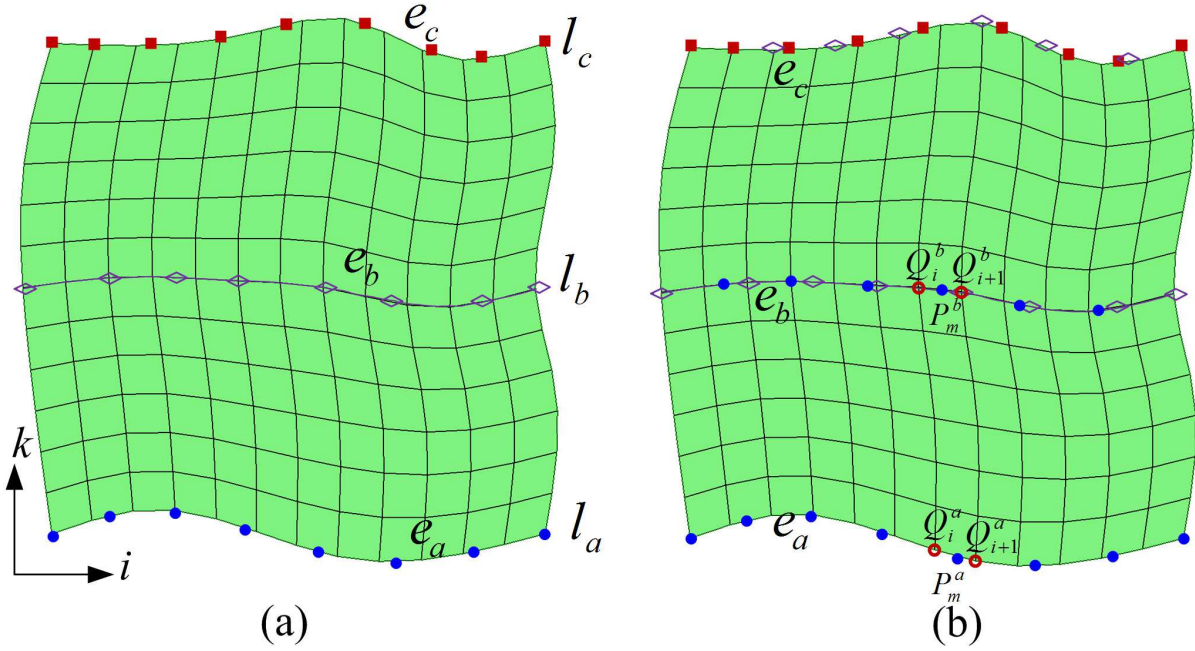 e_c l_c
e_b l_b
k
e_a l_a
i
(a)
e_c
Q_i^b Q_{i+1}^b
e_b P_m^b
e_a Q_i^a Q_{i+1}^a
P_m^a
(b)